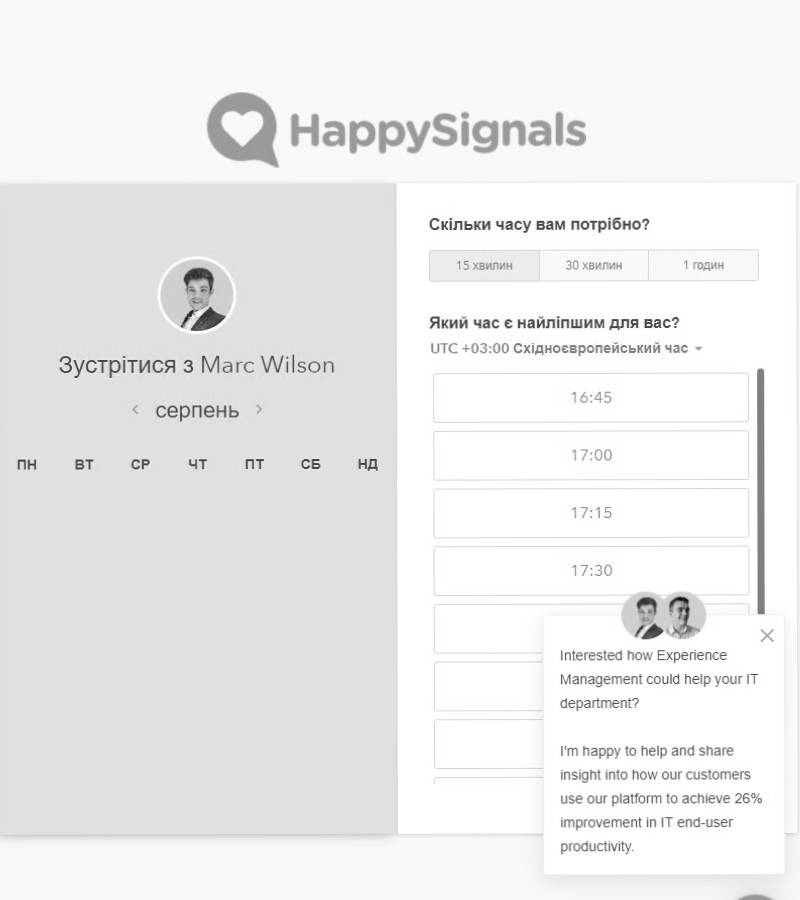 HappySignals
Зустрітися з Marc Wilson
серпень
ПН ВТ СР ЧТ ПТ СБ НД
Скільки часу вам потрібно?
15 хвилин 30 хвилин 1 годин
Який час є найліпшим для вас?
UTC +03:00 Східноєвропейський час
16:45
17:00
17:15
17:30
Interested how Experience
Management could help your IT
department?
I'm happy to help and share
insight into how our customers
use our platform to achieve 26%
improvement in IT end-user
productivity.